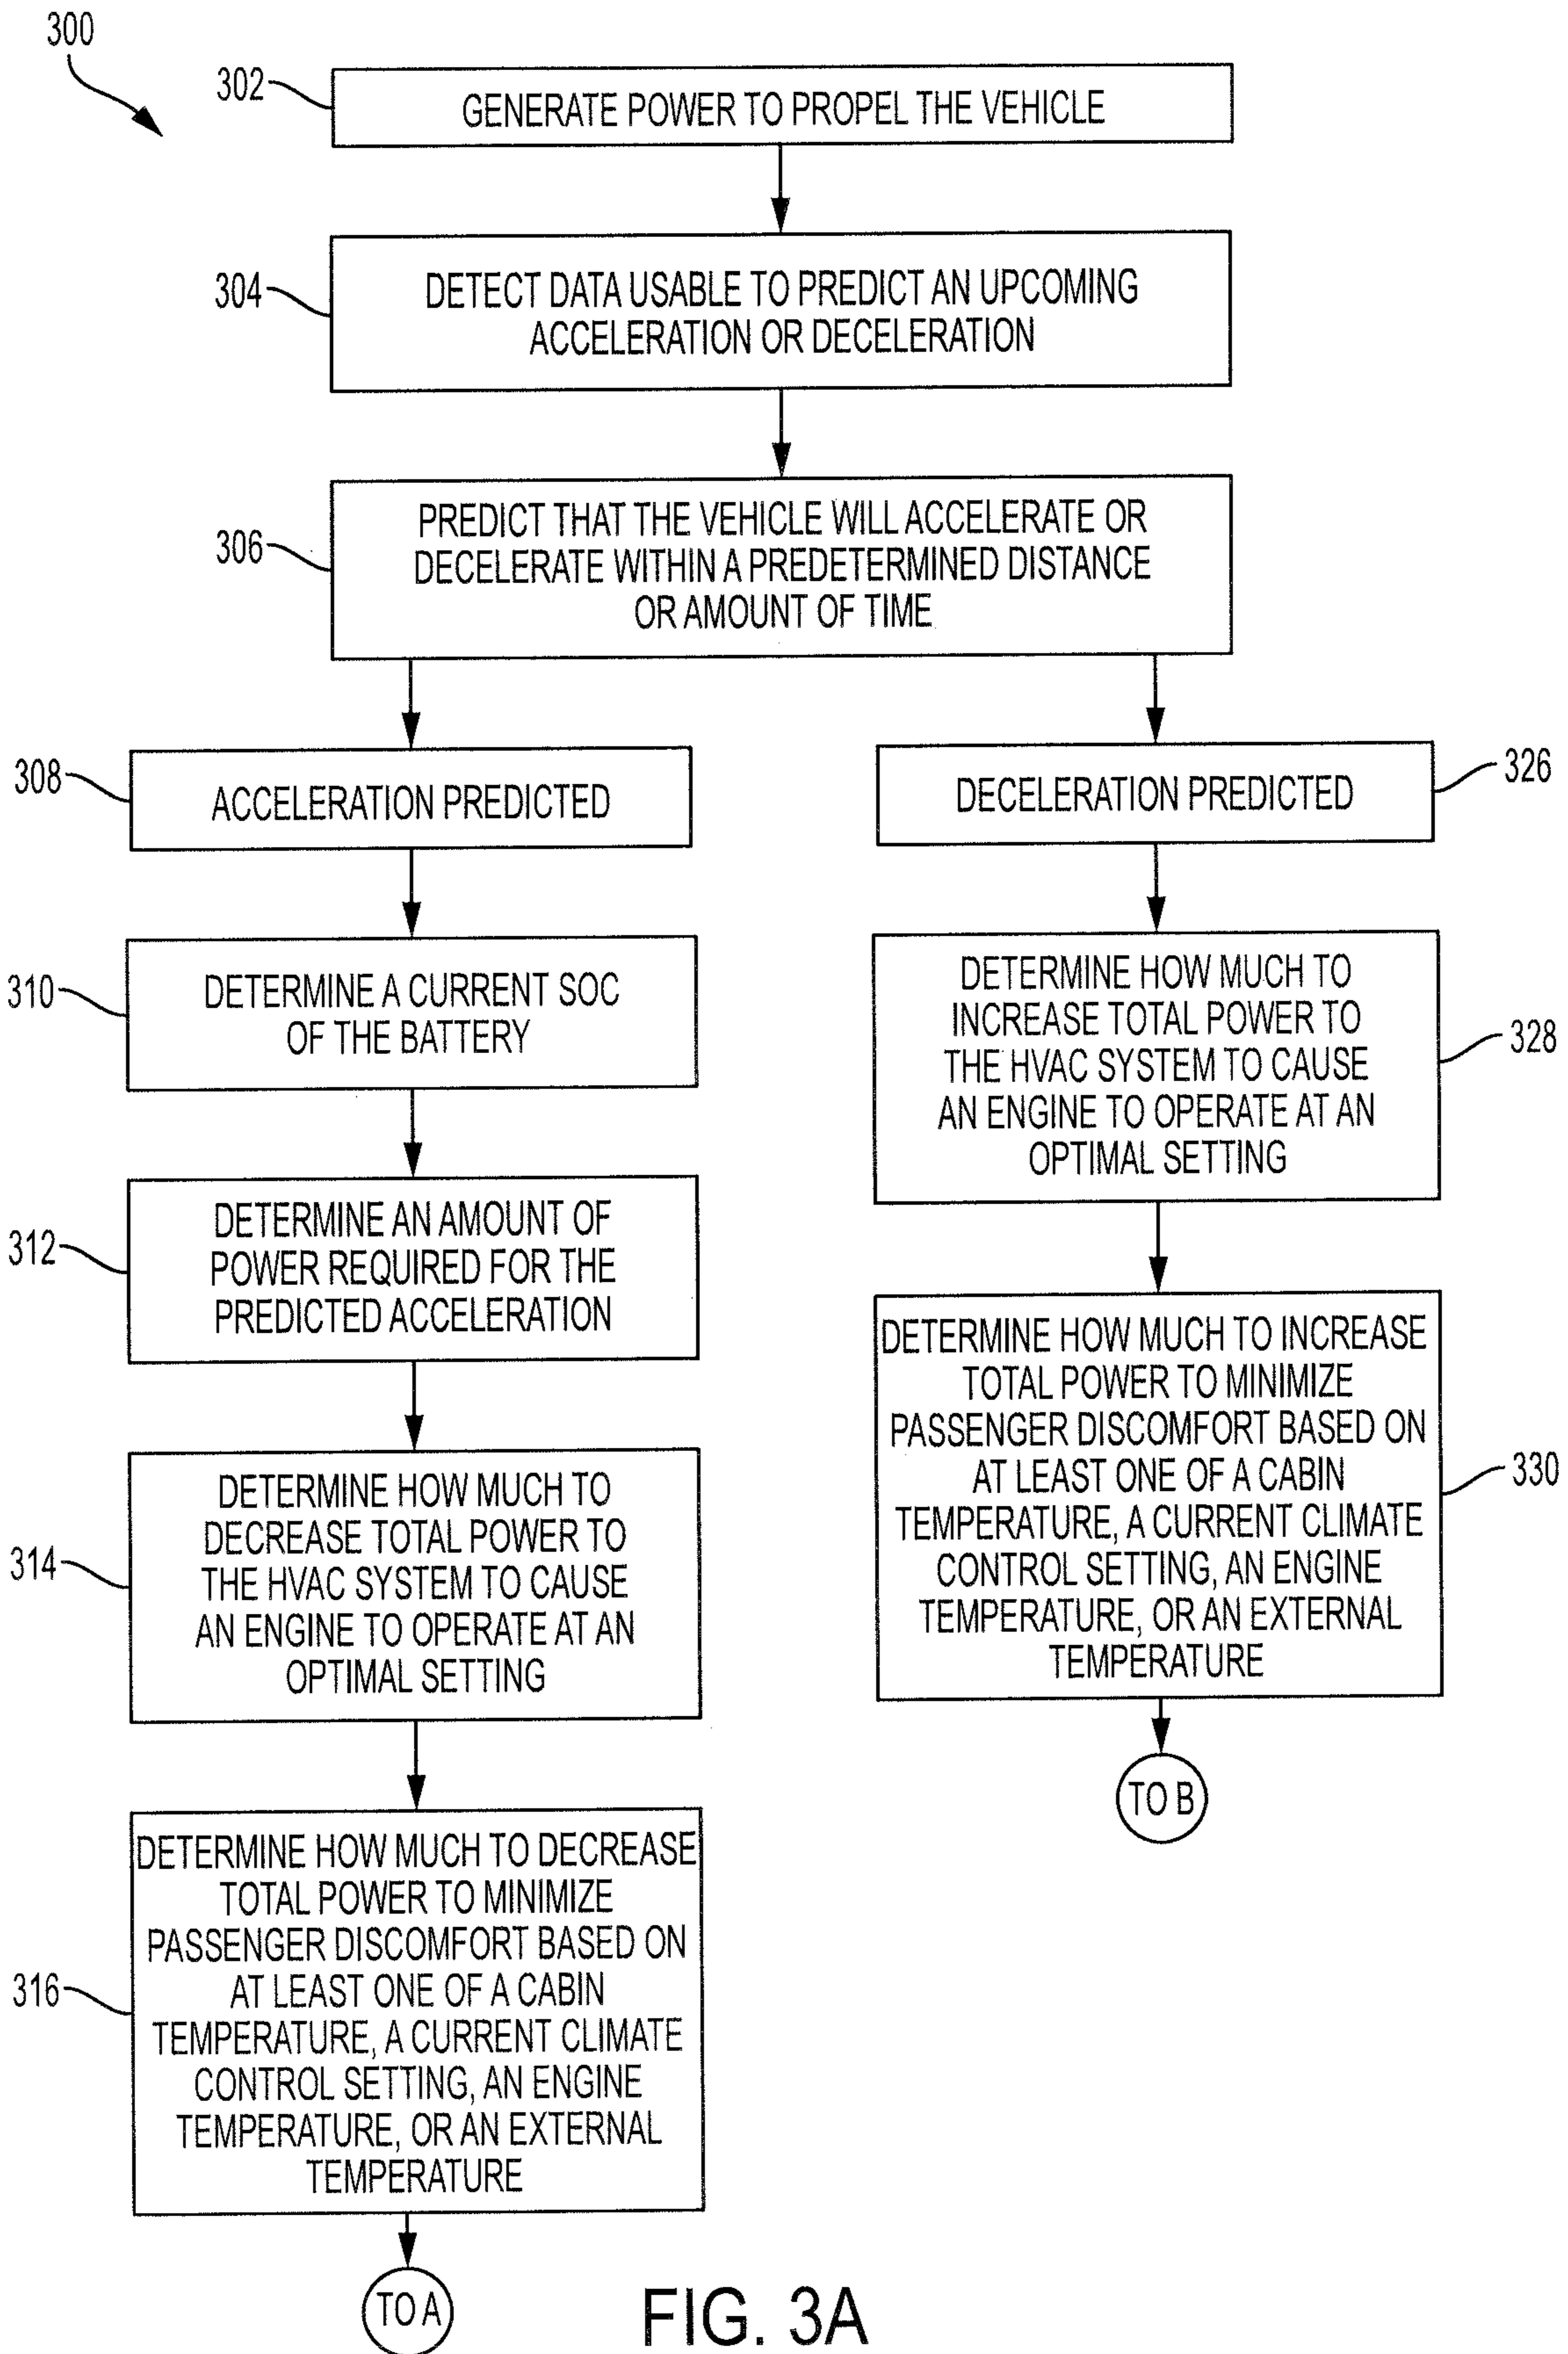 300
302
GENERATE POWER TO PROPEL THE VEHICLE
304
DETECT DATA USABLE TO PREDICT AN UPCOMING
ACCELERATION OR DECELERATION
306
PREDICT THAT THE VEHICLE WILL ACCELERATE OR
DECELERATE WITHIN A PREDETERMINED DISTANCE
OR AMOUNT OF TIME
308
ACCELERATION PREDICTED
310
DETERMINE A CURRENT SOC
OF THE BATTERY
312
DETERMINE AN AMOUNT OF
POWER REQUIRED FOR THE
PREDICTED ACCELERATION
314
DETERMINE HOW MUCH TO
DECREASE TOTAL POWER TO
THE HVAC SYSTEM TO CAUSE
AN ENGINE TO OPERATE AT AN
OPTIMAL SETTING
316
DETERMINE HOW MUCH TO DECREASE
TOTAL POWER TO MINIMIZE
PASSENGER DISCOMFORT BASED ON
AT LEAST ONE OF A CABIN
TEMPERATURE, A CURRENT CLIMATE
CONTROL SETTING, AN ENGINE
TEMPERATURE, OR AN EXTERNAL
TEMPERATURE
TO A
326
DECELERATION PREDICTED
328
DETERMINE HOW MUCH TO
INCREASE TOTAL POWER TO
THE HVAC SYSTEM TO CAUSE
AN ENGINE TO OPERATE AT AN
OPTIMAL SETTING
330
DETERMINE HOW MUCH TO INCREASE
TOTAL POWER TO MINIMIZE
PASSENGER DISCOMFORT BASED ON
AT LEAST ONE OF A CABIN
TEMPERATURE, A CURRENT CLIMATE
CONTROL SETTING, AN ENGINE
TEMPERATURE, OR AN EXTERNAL
TEMPERATURE
TO B
FIG. 3A